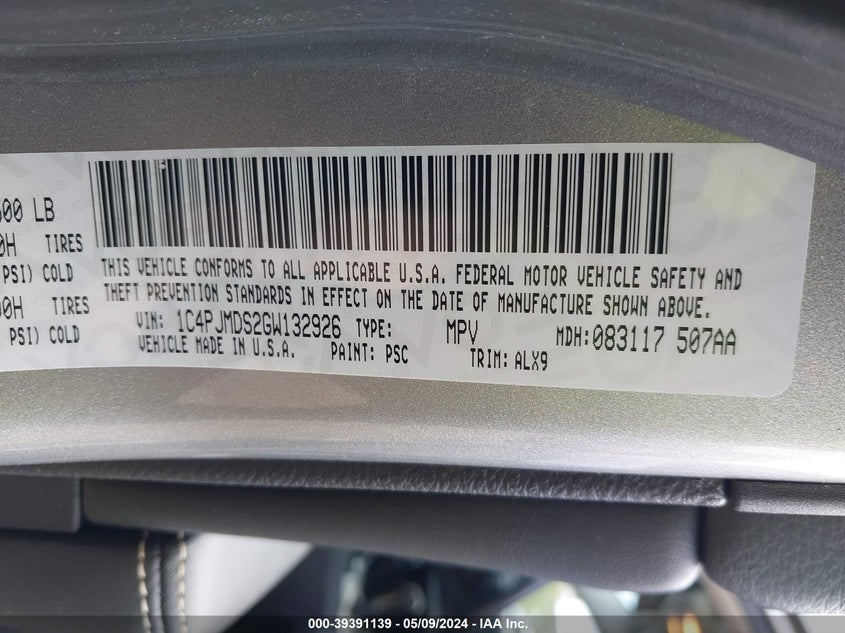 600 LB
0H TIRES
PSI) COLD
00H TIRES
PSI) COLD
THIS VEHICLE CONFORMS TO ALL APPLICABLE U.S.A. FEDERAL MOTOR VEHICLE SAFETY AND
THEFT PREVENTION STANDARDS IN EFFECT ON THE DATE OF MANUFACTURE SHOWN ABOVE.
VIN: 1C4PJMDS2GW132926 TYPE: MPV MDH:083117 507AA
VEHICLE MADE IN U.S.A. PAINT: PSC TRIM: ALX9
000-39391139 - 05/09/2024 - IAA Inc.